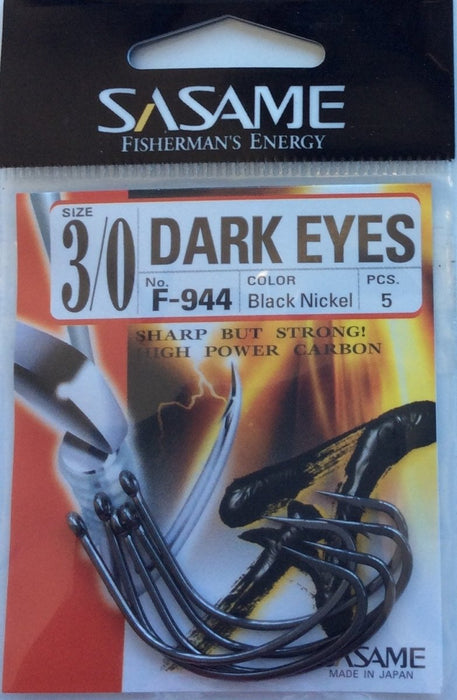 SASAME
FISHERMAN'S ENERGY
SIZE
3/0
DARK EYES
No.
F-944
COLOR
Black Nickel
PCS.
5
SHARP BUT STRONG!
HIGH POWER CARBON
SASAME
MADE IN JAPAN